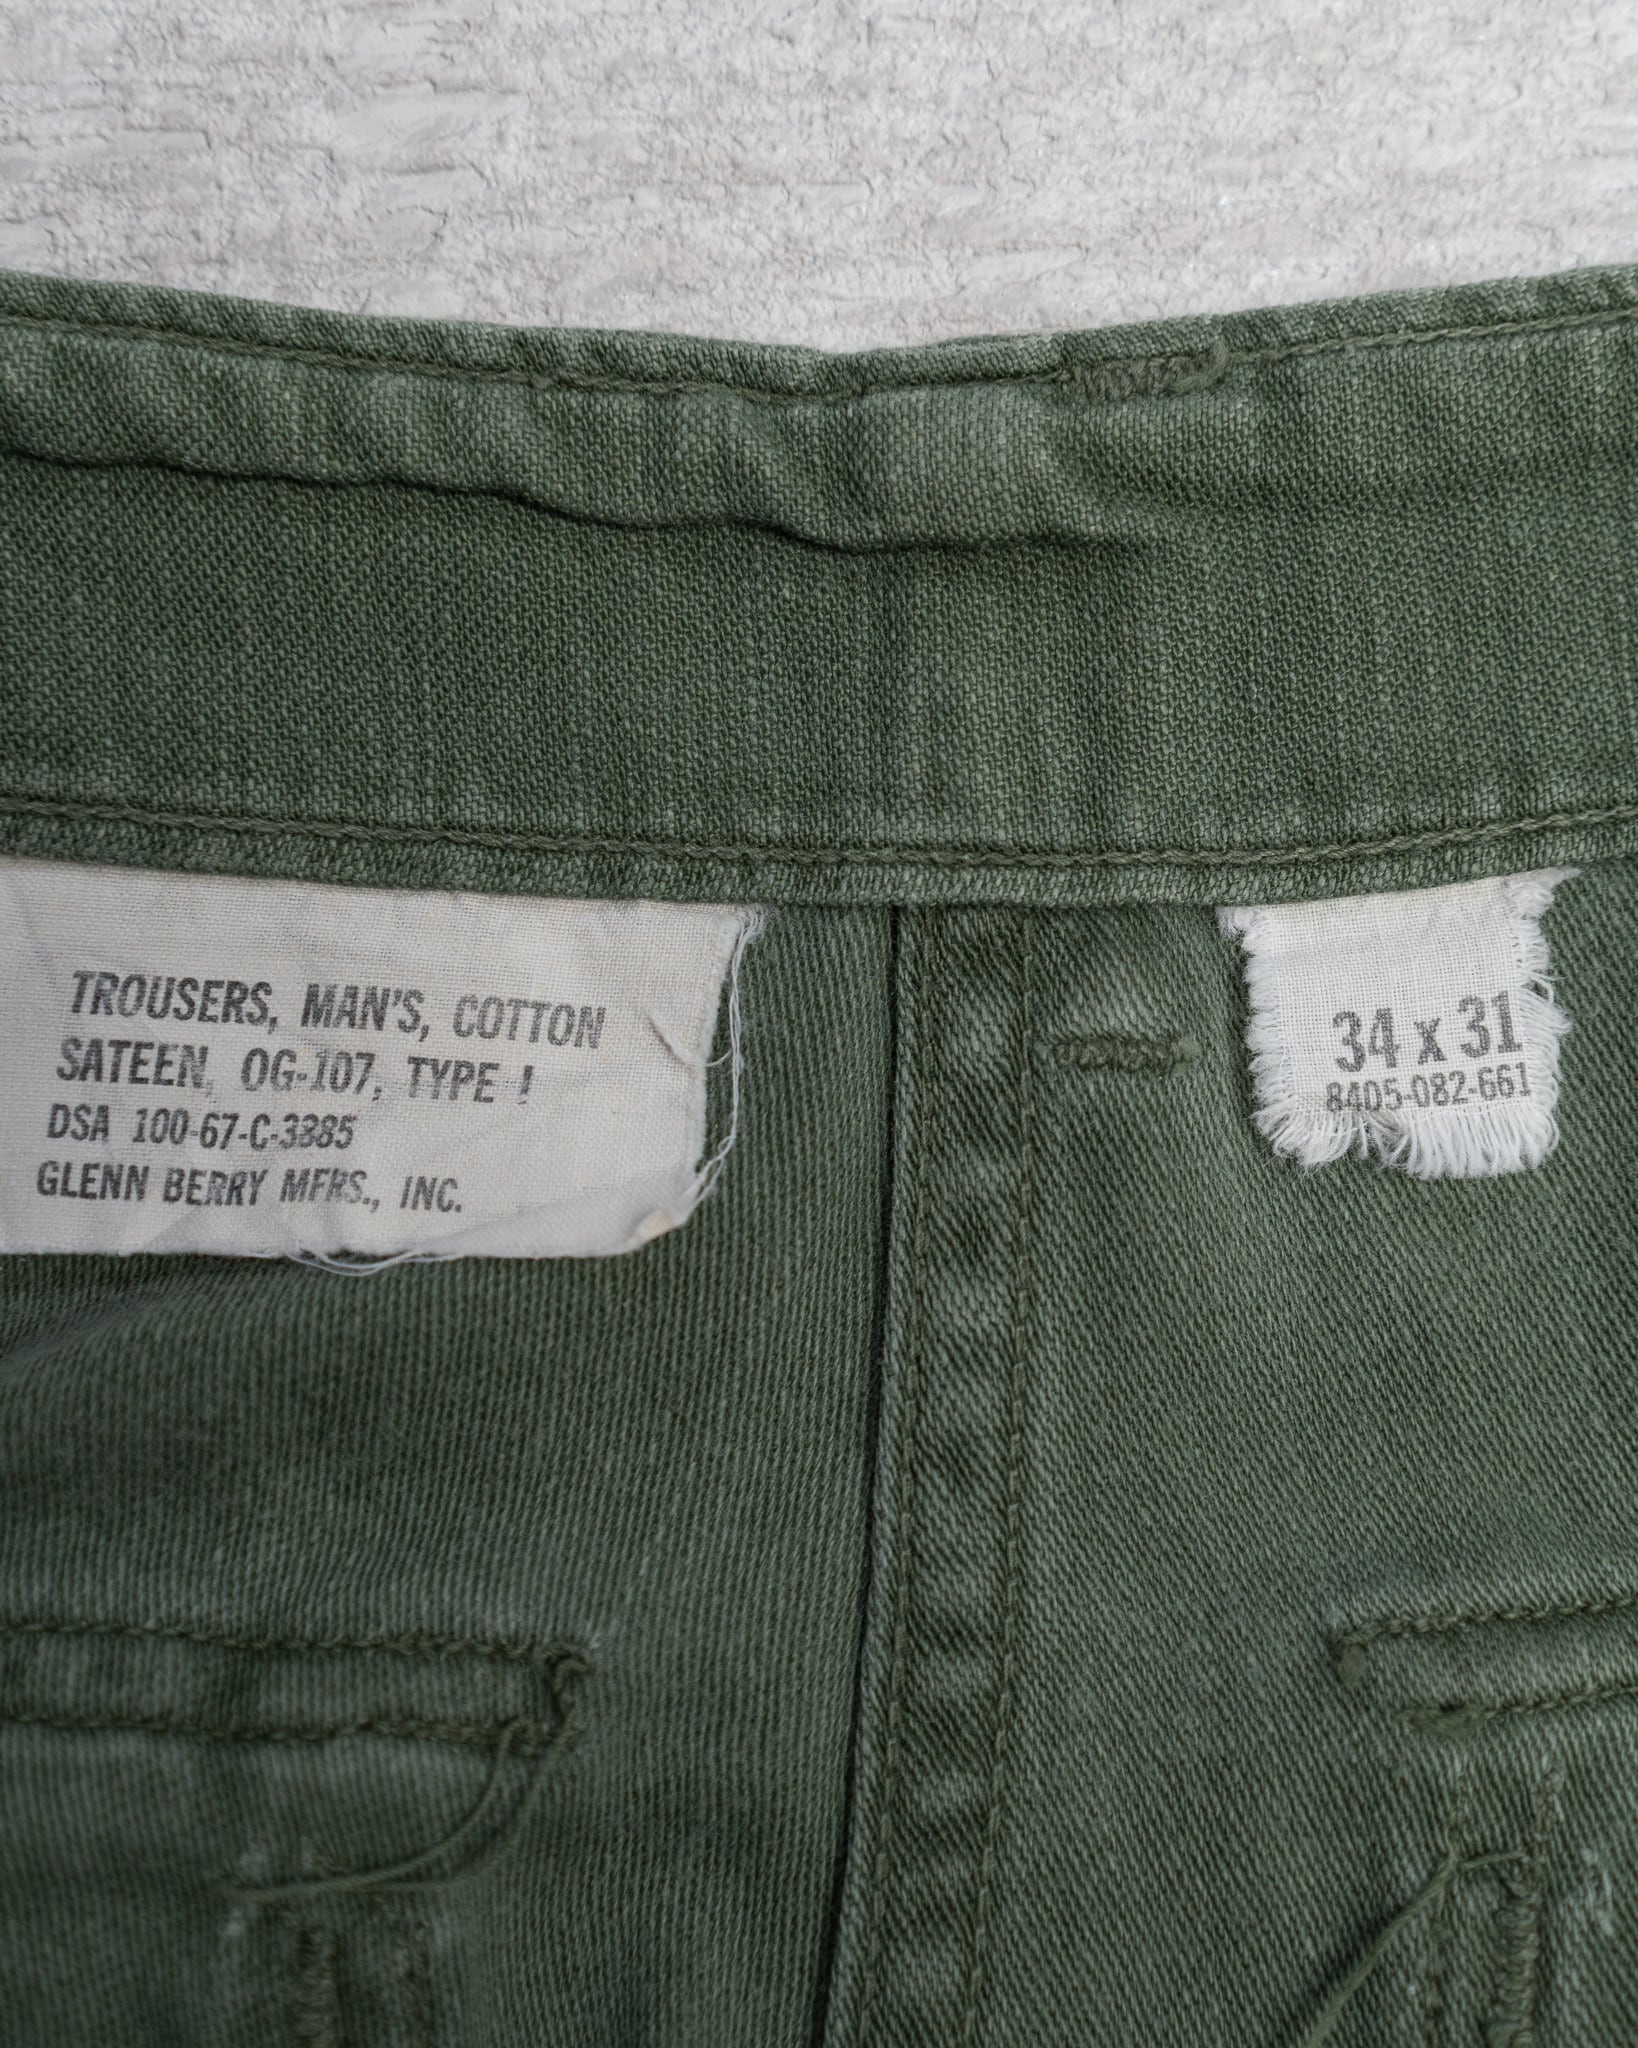 TROUSERS, MAN'S, COTTON
SATEEN, OG-107, TYPE I
DSA 100-67-C-3385
GLENN BERRY MFRS., INC.
34 x 31
8405-082-661